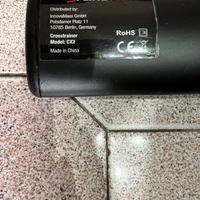 Distributed by:
InnovaMaxx GmbH
Potsdamer Platz 11
10785 Berlin, Germany
Crosstrainer
Model: CX2
RoHS
CE
Made in China